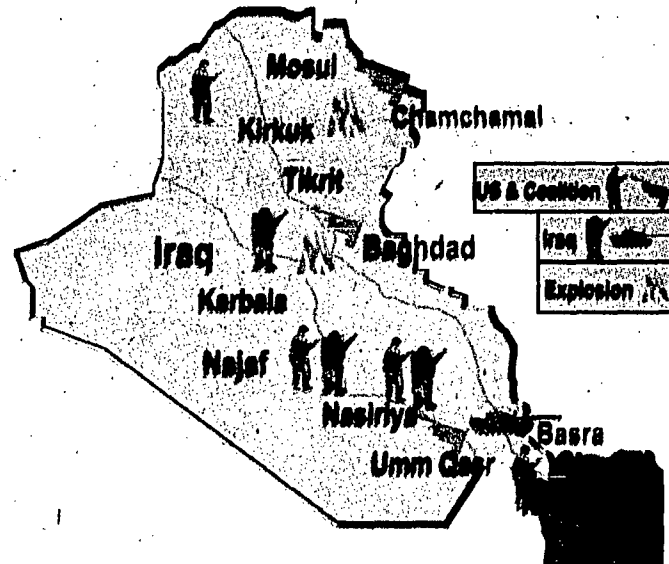 Mosul
Chamchamal
Kirkuk
Tikrit
US & Coalition
Iraq
Baghdad
Iraq
Explosion
Karbala
Najaf
Nasiriya
Basra
Umm Qasr